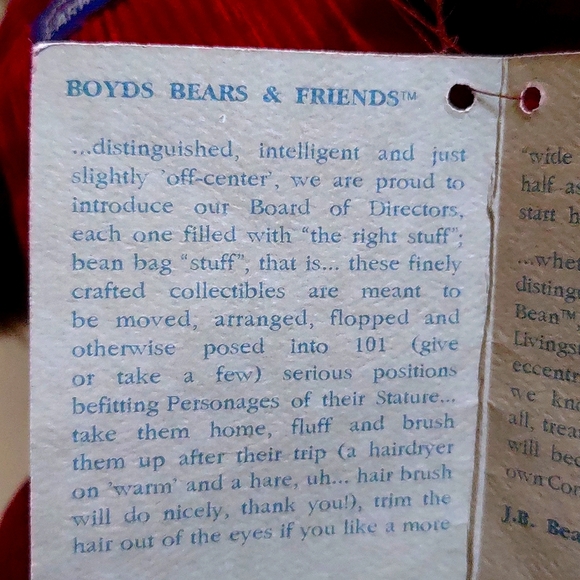 BOYDS BEARS & FRIENDS™
...distinguished, intelligent and just
slightly 'off-center', we are proud to
introduce our Board of Directors,
each one filled with "the right stuff";
bean bag "stuff", that is... these finely
crafted collectibles are meant to
be moved, arranged, flopped and
otherwise posed into 101 (give
or take a few) serious positions
befitting Personages of their Stature...
take them home, fluff and brush
them up after their trip (a hairdryer
on 'warm' and a hare, uh... hair brush
will do nicely, thank you!), trim the
hair out of the eyes if you like a more
"wide
half-as
start h
...whet
disting
Bean™
Livings
eccentr
we kno
all, trea
will bec
own Cor
J.B. Bea